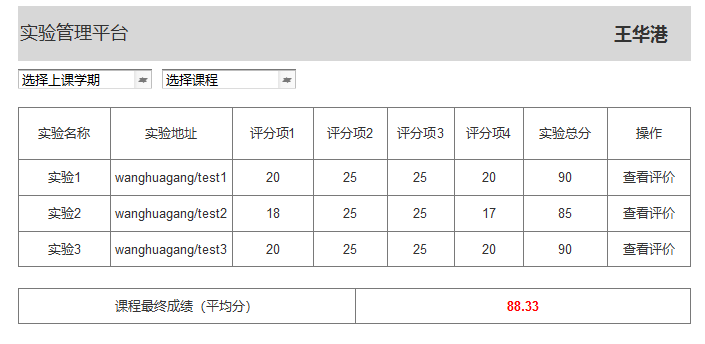 实验管理平台 王华港
选择上课学期 选择课程
实验名称 实验地址 评分项1 评分项2 评分项3 评分项4 实验总分 操作
实验1 wanghuagang/test1 20 25 25 20 90 查看评价
实验2 wanghuagang/test2 18 25 25 17 85 查看评价
实验3 wanghuagang/test3 20 25 25 20 90 查看评价
课程最终成绩（平均分） 88.33